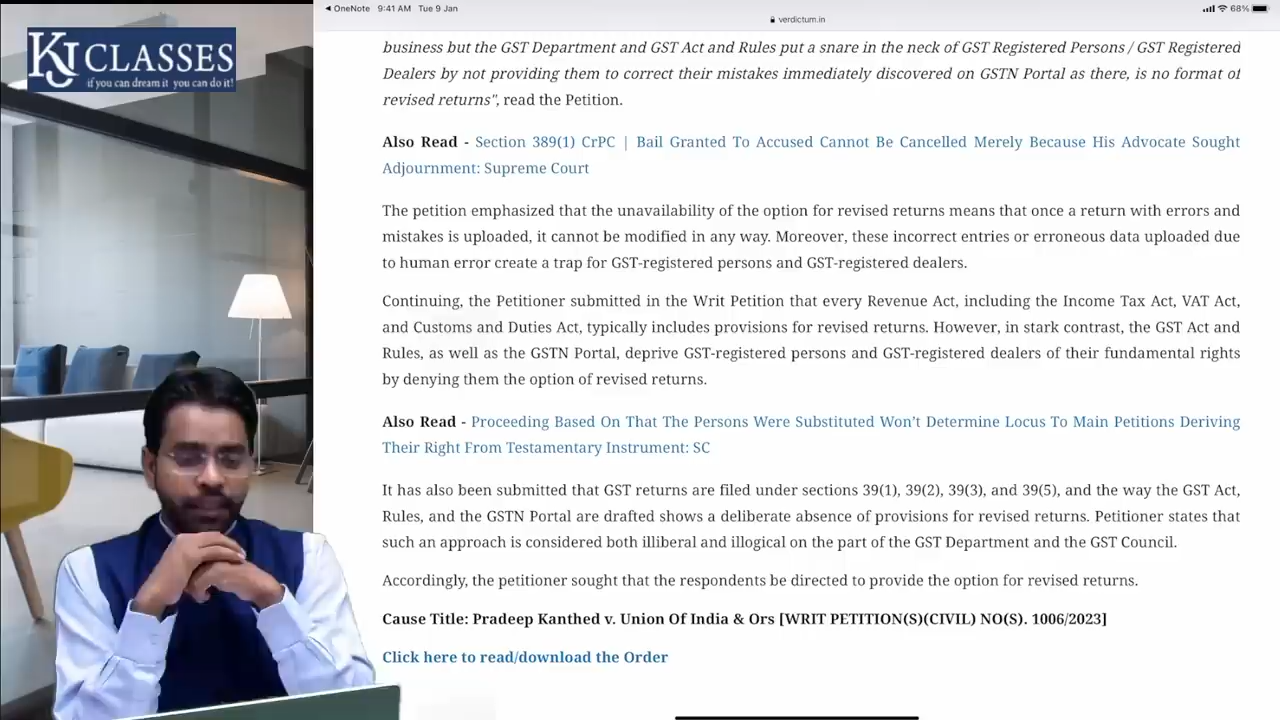 KJ CLASSES
if you can dream it you can do it!
OneNote 9:41 AM Tue 9 Jan
68%
verdictum.in
business but the GST Department and GST Act and Rules put a snare in the neck of GST Registered Persons / GST Registered
Dealers by not providing them to correct their mistakes immediately discovered on GSTN Portal as there, is no format of
revised returns", read the Petition.
Also Read - Section 389(1) CrPC | Bail Granted To Accused Cannot Be Cancelled Merely Because His Advocate Sought
Adjournment: Supreme Court
The petition emphasized that the unavailability of the option for revised returns means that once a return with errors and
mistakes is uploaded, it cannot be modified in any way. Moreover, these incorrect entries or erroneous data uploaded due
to human error create a trap for GST-registered persons and GST-registered dealers.
Continuing, the Petitioner submitted in the Writ Petition that every Revenue Act, including the Income Tax Act, VAT Act,
and Customs and Duties Act, typically includes provisions for revised returns. However, in stark contrast, the GST Act and
Rules, as well as the GSTN Portal, deprive GST-registered persons and GST-registered dealers of their fundamental rights
by denying them the option of revised returns.
Also Read - Proceeding Based On That The Persons Were Substituted Won't Determine Locus To Main Petitions Deriving
Their Right From Testamentary Instrument: SC
It has also been submitted that GST returns are filed under sections 39(1), 39(2), 39(3), and 39(5), and the way the GST Act,
Rules, and the GSTN Portal are drafted shows a deliberate absence of provisions for revised returns. Petitioner states that
such an approach is considered both illiberal and illogical on the part of the GST Department and the GST Council.
Accordingly, the petitioner sought that the respondents be directed to provide the option for revised returns.
Cause Title: Pradeep Kanthed v. Union Of India & Ors [WRIT PETITION(S)(CIVIL) NO(S). 1006/2023]
Click here to read/download the Order